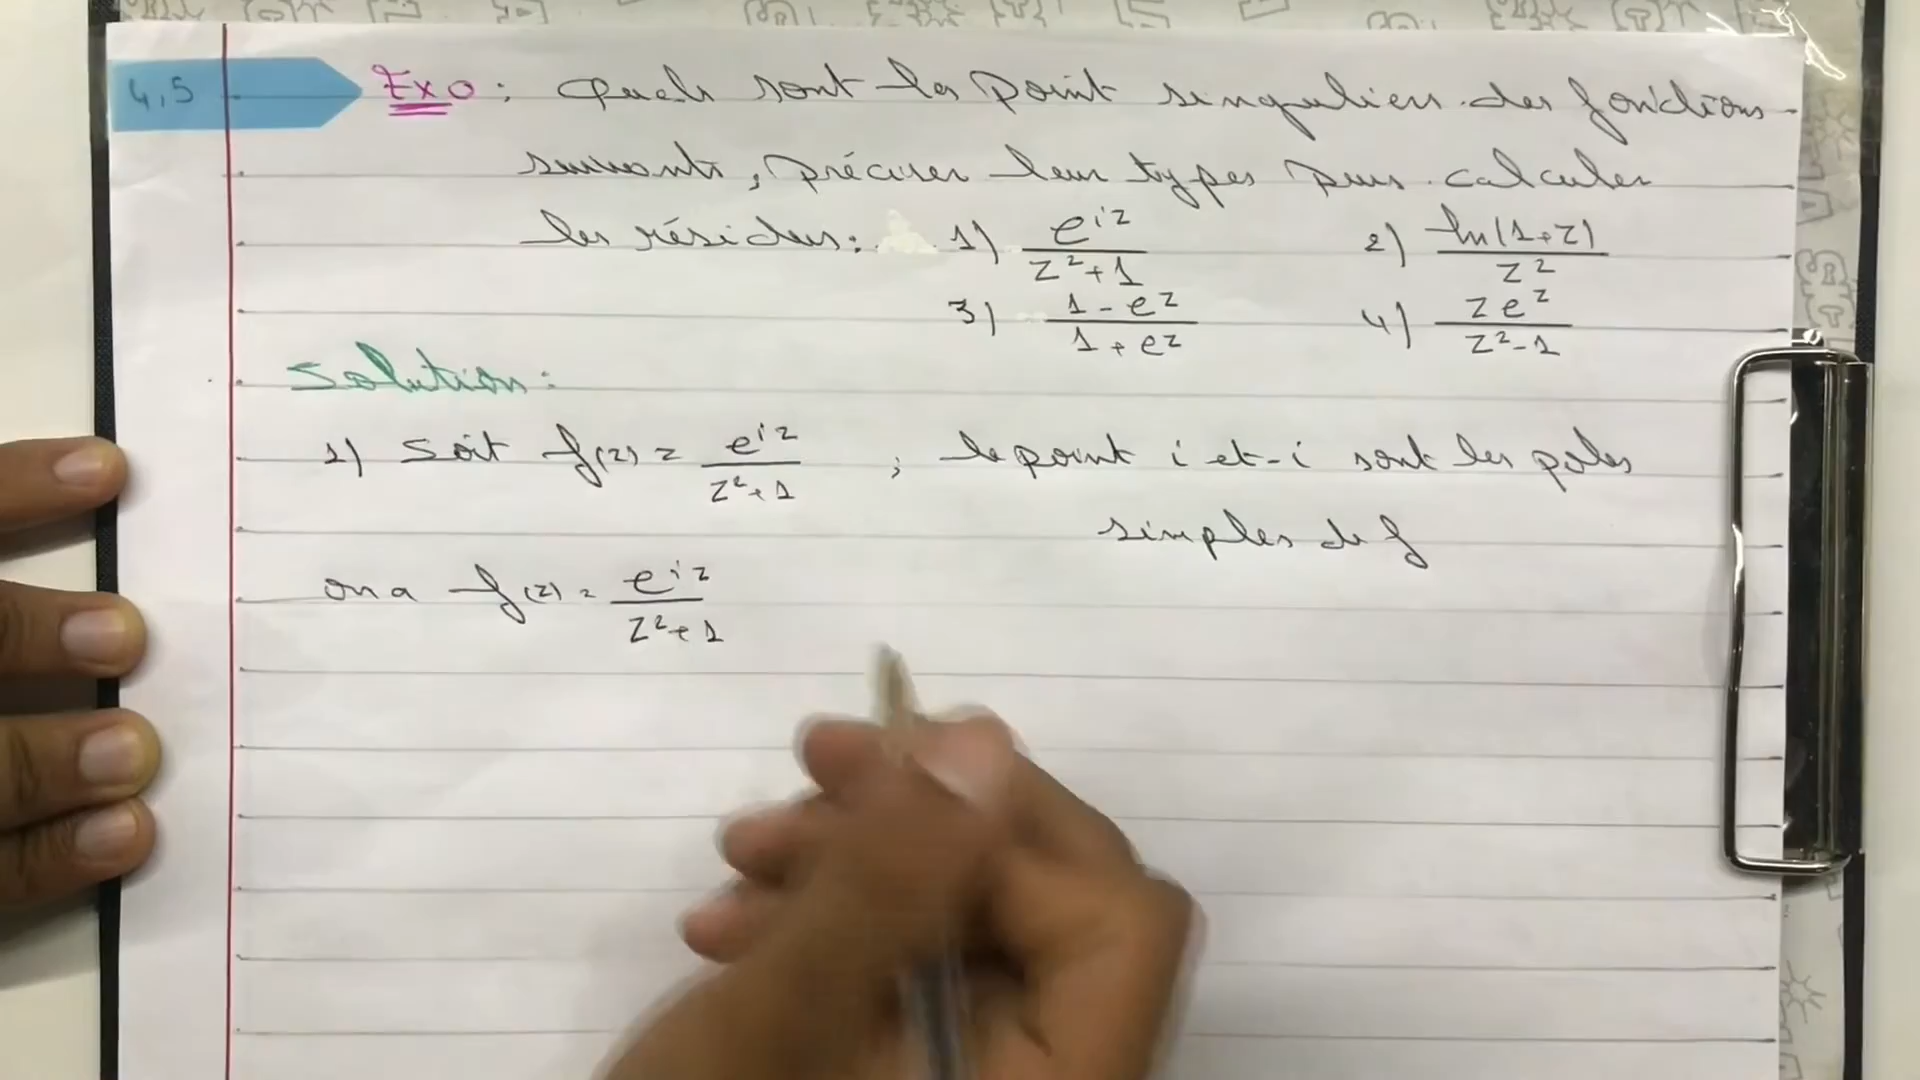 4,5
Exo : Quels sont les point singuliers des fonctions
suivants, préciser leur types puis calculer
les résidus : 1) e^{iz}/(z²+1) 2) ln(1+z)/z²
3) (1-e^z)/(1+e^z) 4) ze^z/(z²-1)
Solution :
1) Soit f(z) = e^{iz}/(z²+1) ; le point i et -i sont les poles
simples de f
on a f(z) = e^{iz}/(z²+1)